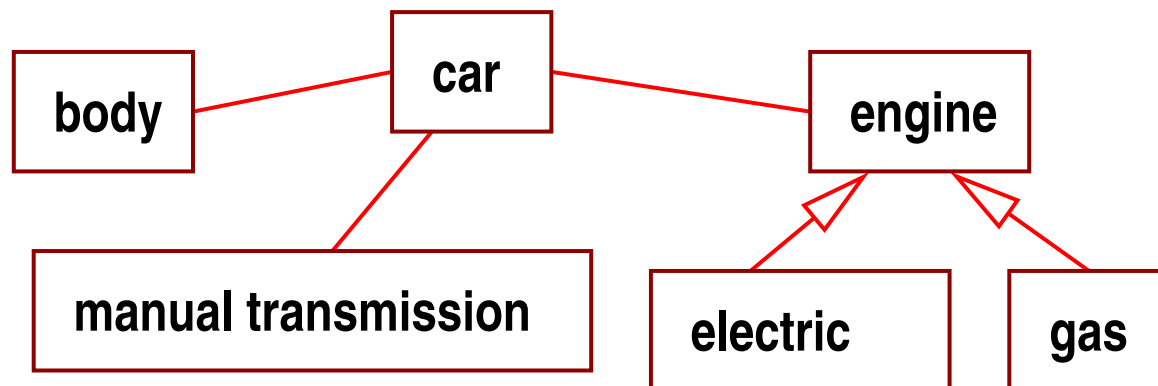 car
body
engine
manual transmission
electric
gas